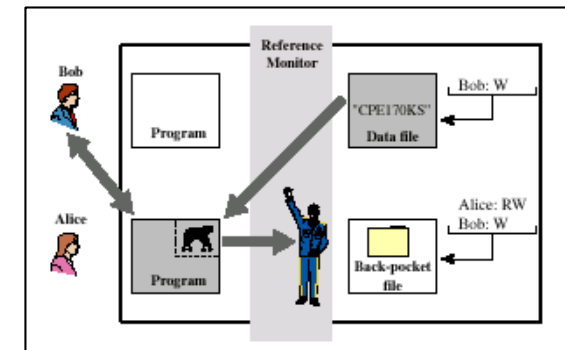 Reference
Monitor
Bob
Program
"CPE170KS"
Data file
Bob: W
Alice
Program
Back-pocket
file
Alice: RW
Bob: W